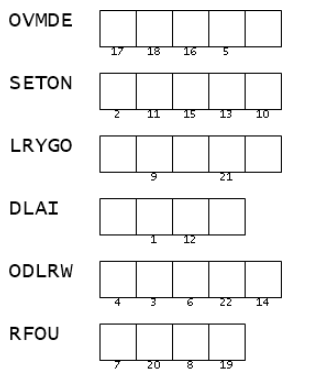 OVMDE
17 18 16 5
SETON
2 11 15 13 10
LRYGO
9 21
DLAI
1 12
ODLRW
4 3 6 22 14
RFOU
7 20 8 19